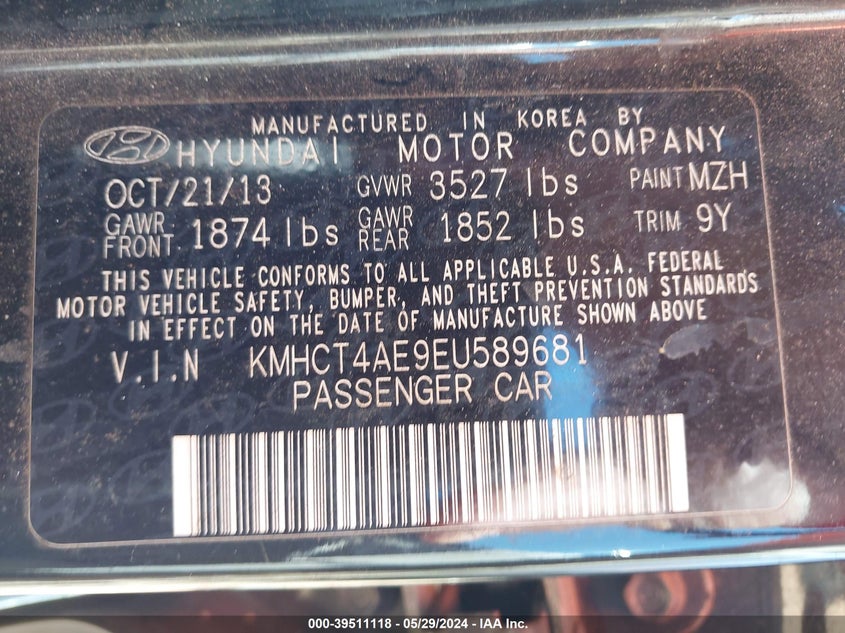 MANUFACTURED IN KOREA BY
HYUNDAI MOTOR COMPANY
OCT/21/13 GVWR 3527 lbs PAINT MZH
GAWR FRONT. 1874 lbs GAWR REAR 1852 lbs TRIM 9Y
THIS VEHICLE CONFORMS TO ALL APPLICABLE U.S.A. FEDERAL
MOTOR VEHICLE SAFETY, BUMPER, AND THEFT PREVENTION STANDARDS
IN EFFECT ON THE DATE OF MANUFACTURE SHOWN ABOVE
V.I.N KMHCT4AE9EU589681
PASSENGER CAR
000-39511118 - 05/29/2024 - IAA Inc.